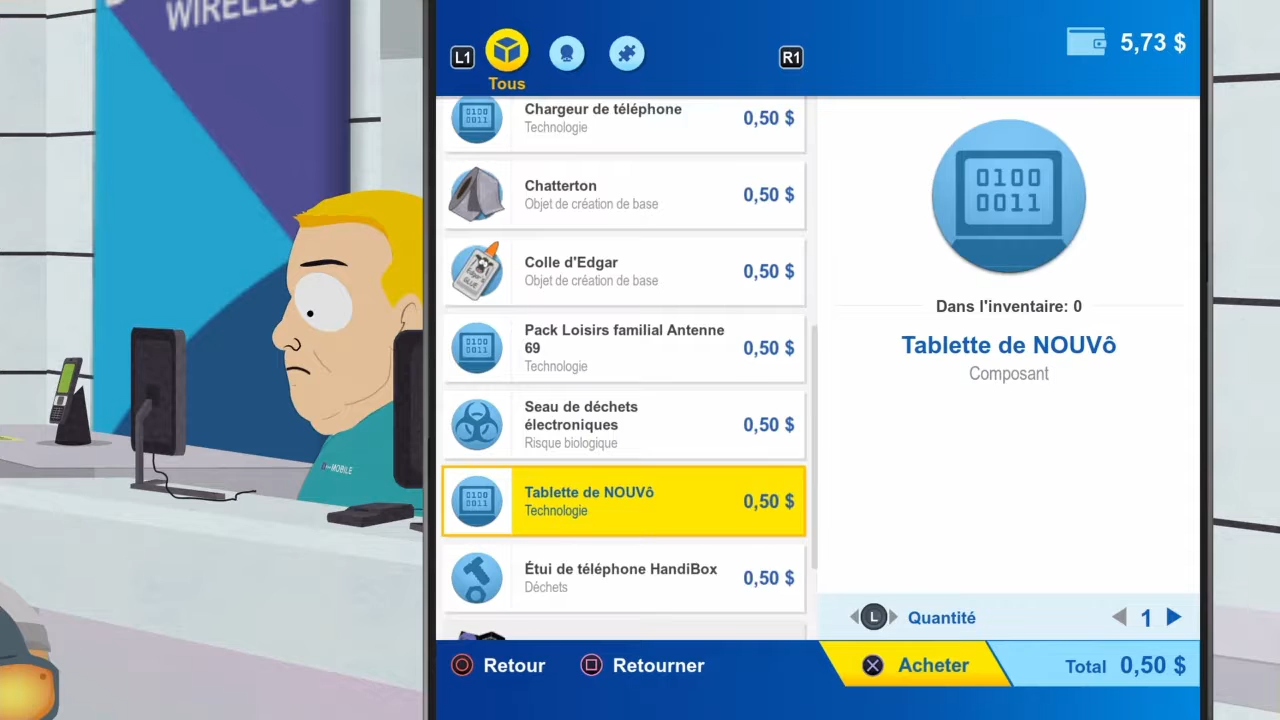 WIRELESS
L1
R1
5,73 $
Tous
Chargeur de téléphone
Technologie
0,50 $
Chatterton
Objet de création de base
0,50 $
Colle d'Edgar
Objet de création de base
0,50 $
Pack Loisirs familial Antenne
69
Technologie
0,50 $
Seau de déchets
électroniques
Risque biologique
0,50 $
Tablette de NOUVô
Technologie
0,50 $
Étui de téléphone HandiBox
Déchets
0,50 $
0100
0011
Dans l'inventaire: 0
Tablette de NOUVô
Composant
L
Quantité
1
Retour
Retourner
Acheter
Total 0,50 $